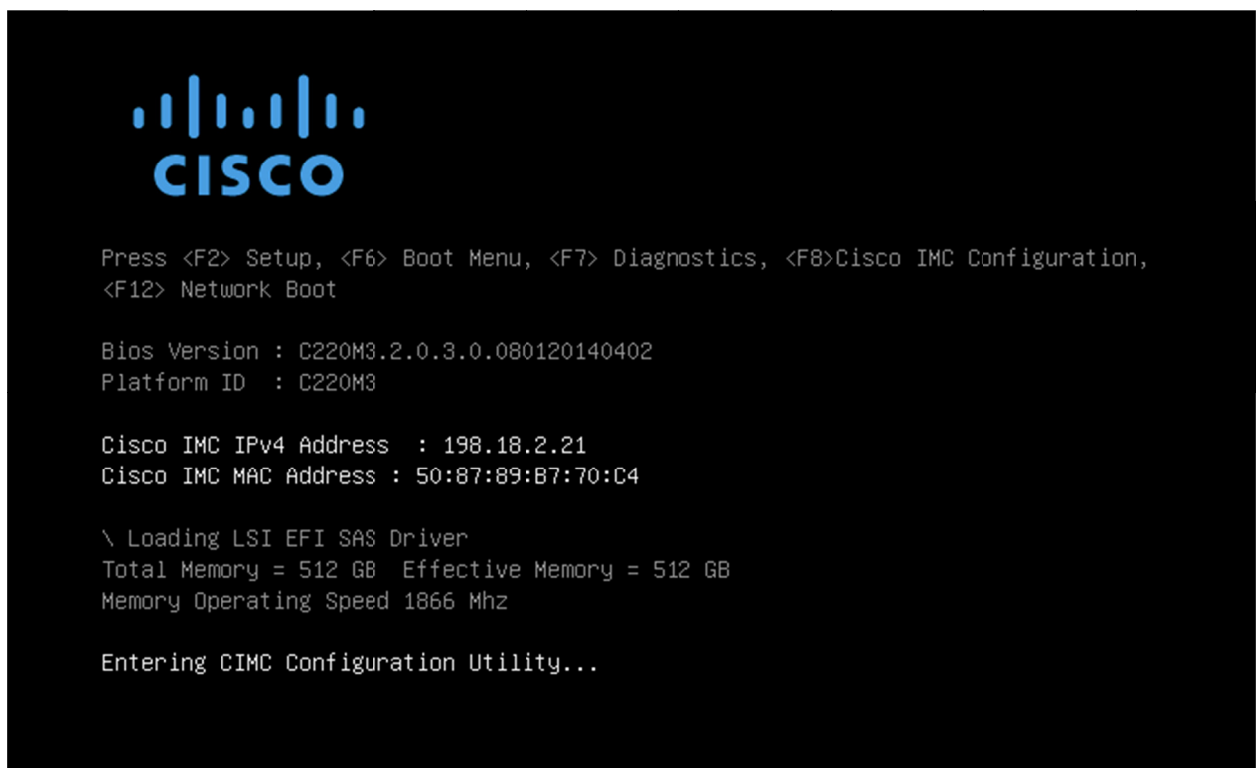 CISCO
Press <F2> Setup, <F6> Boot Menu, <F7> Diagnostics, <F8>Cisco IMC Configuration,
<F12> Network Boot
Bios Version : C220M3.2.0.3.0.080120140402
Platform ID  : C220M3
Cisco IMC IPv4 Address  : 198.18.2.21
Cisco IMC MAC Address : 50:87:89:B7:70:C4
\ Loading LSI EFI SAS Driver
Total Memory = 512 GB  Effective Memory = 512 GB
Memory Operating Speed 1866 Mhz
Entering CIMC Configuration Utility...